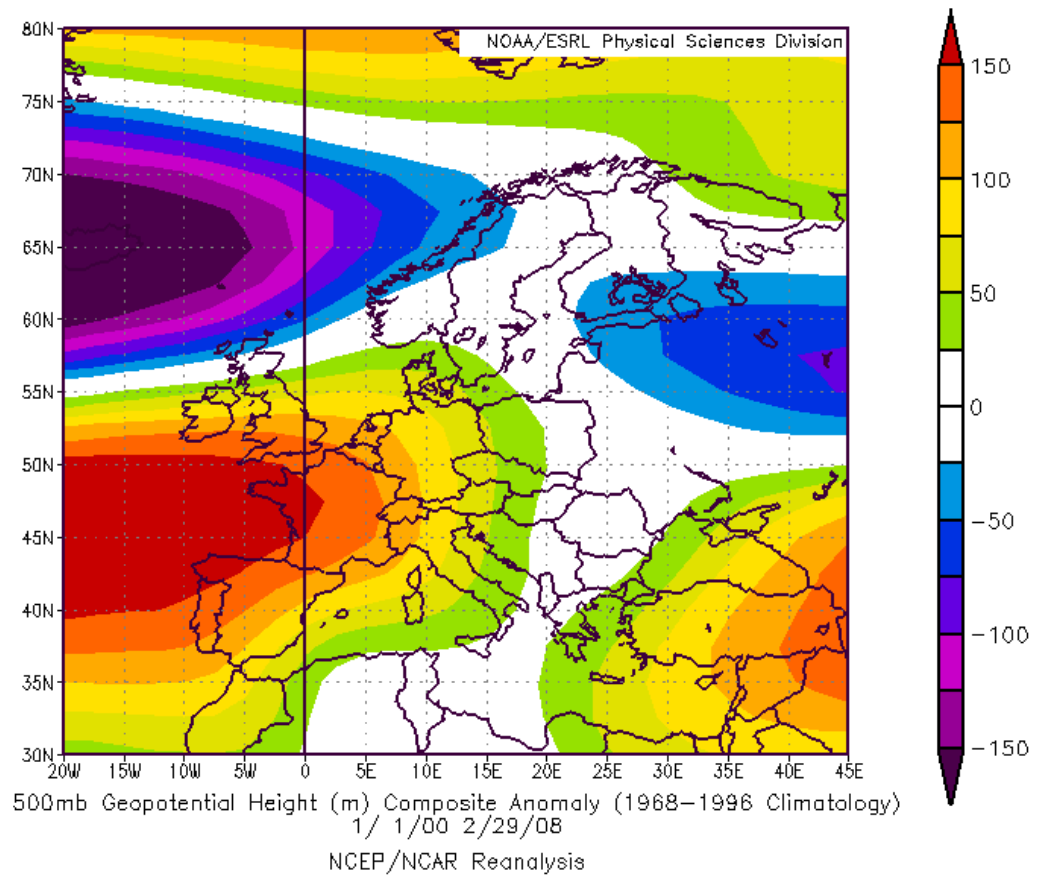 80N
NOAA/ESRL Physical Sciences Division
75N
70N
65N
60N
55N
50N
45N
40N
35N
30N
20W 15W 10W 5W 0 5E 10E 15E 20E 25E 30E 35E 40E 45E
150
100
50
0
-50
-100
-150
500mb Geopotential Height (m) Composite Anomaly (1968-1996 Climatology)
1/ 1/00 2/29/08
NCEP/NCAR Reanalysis